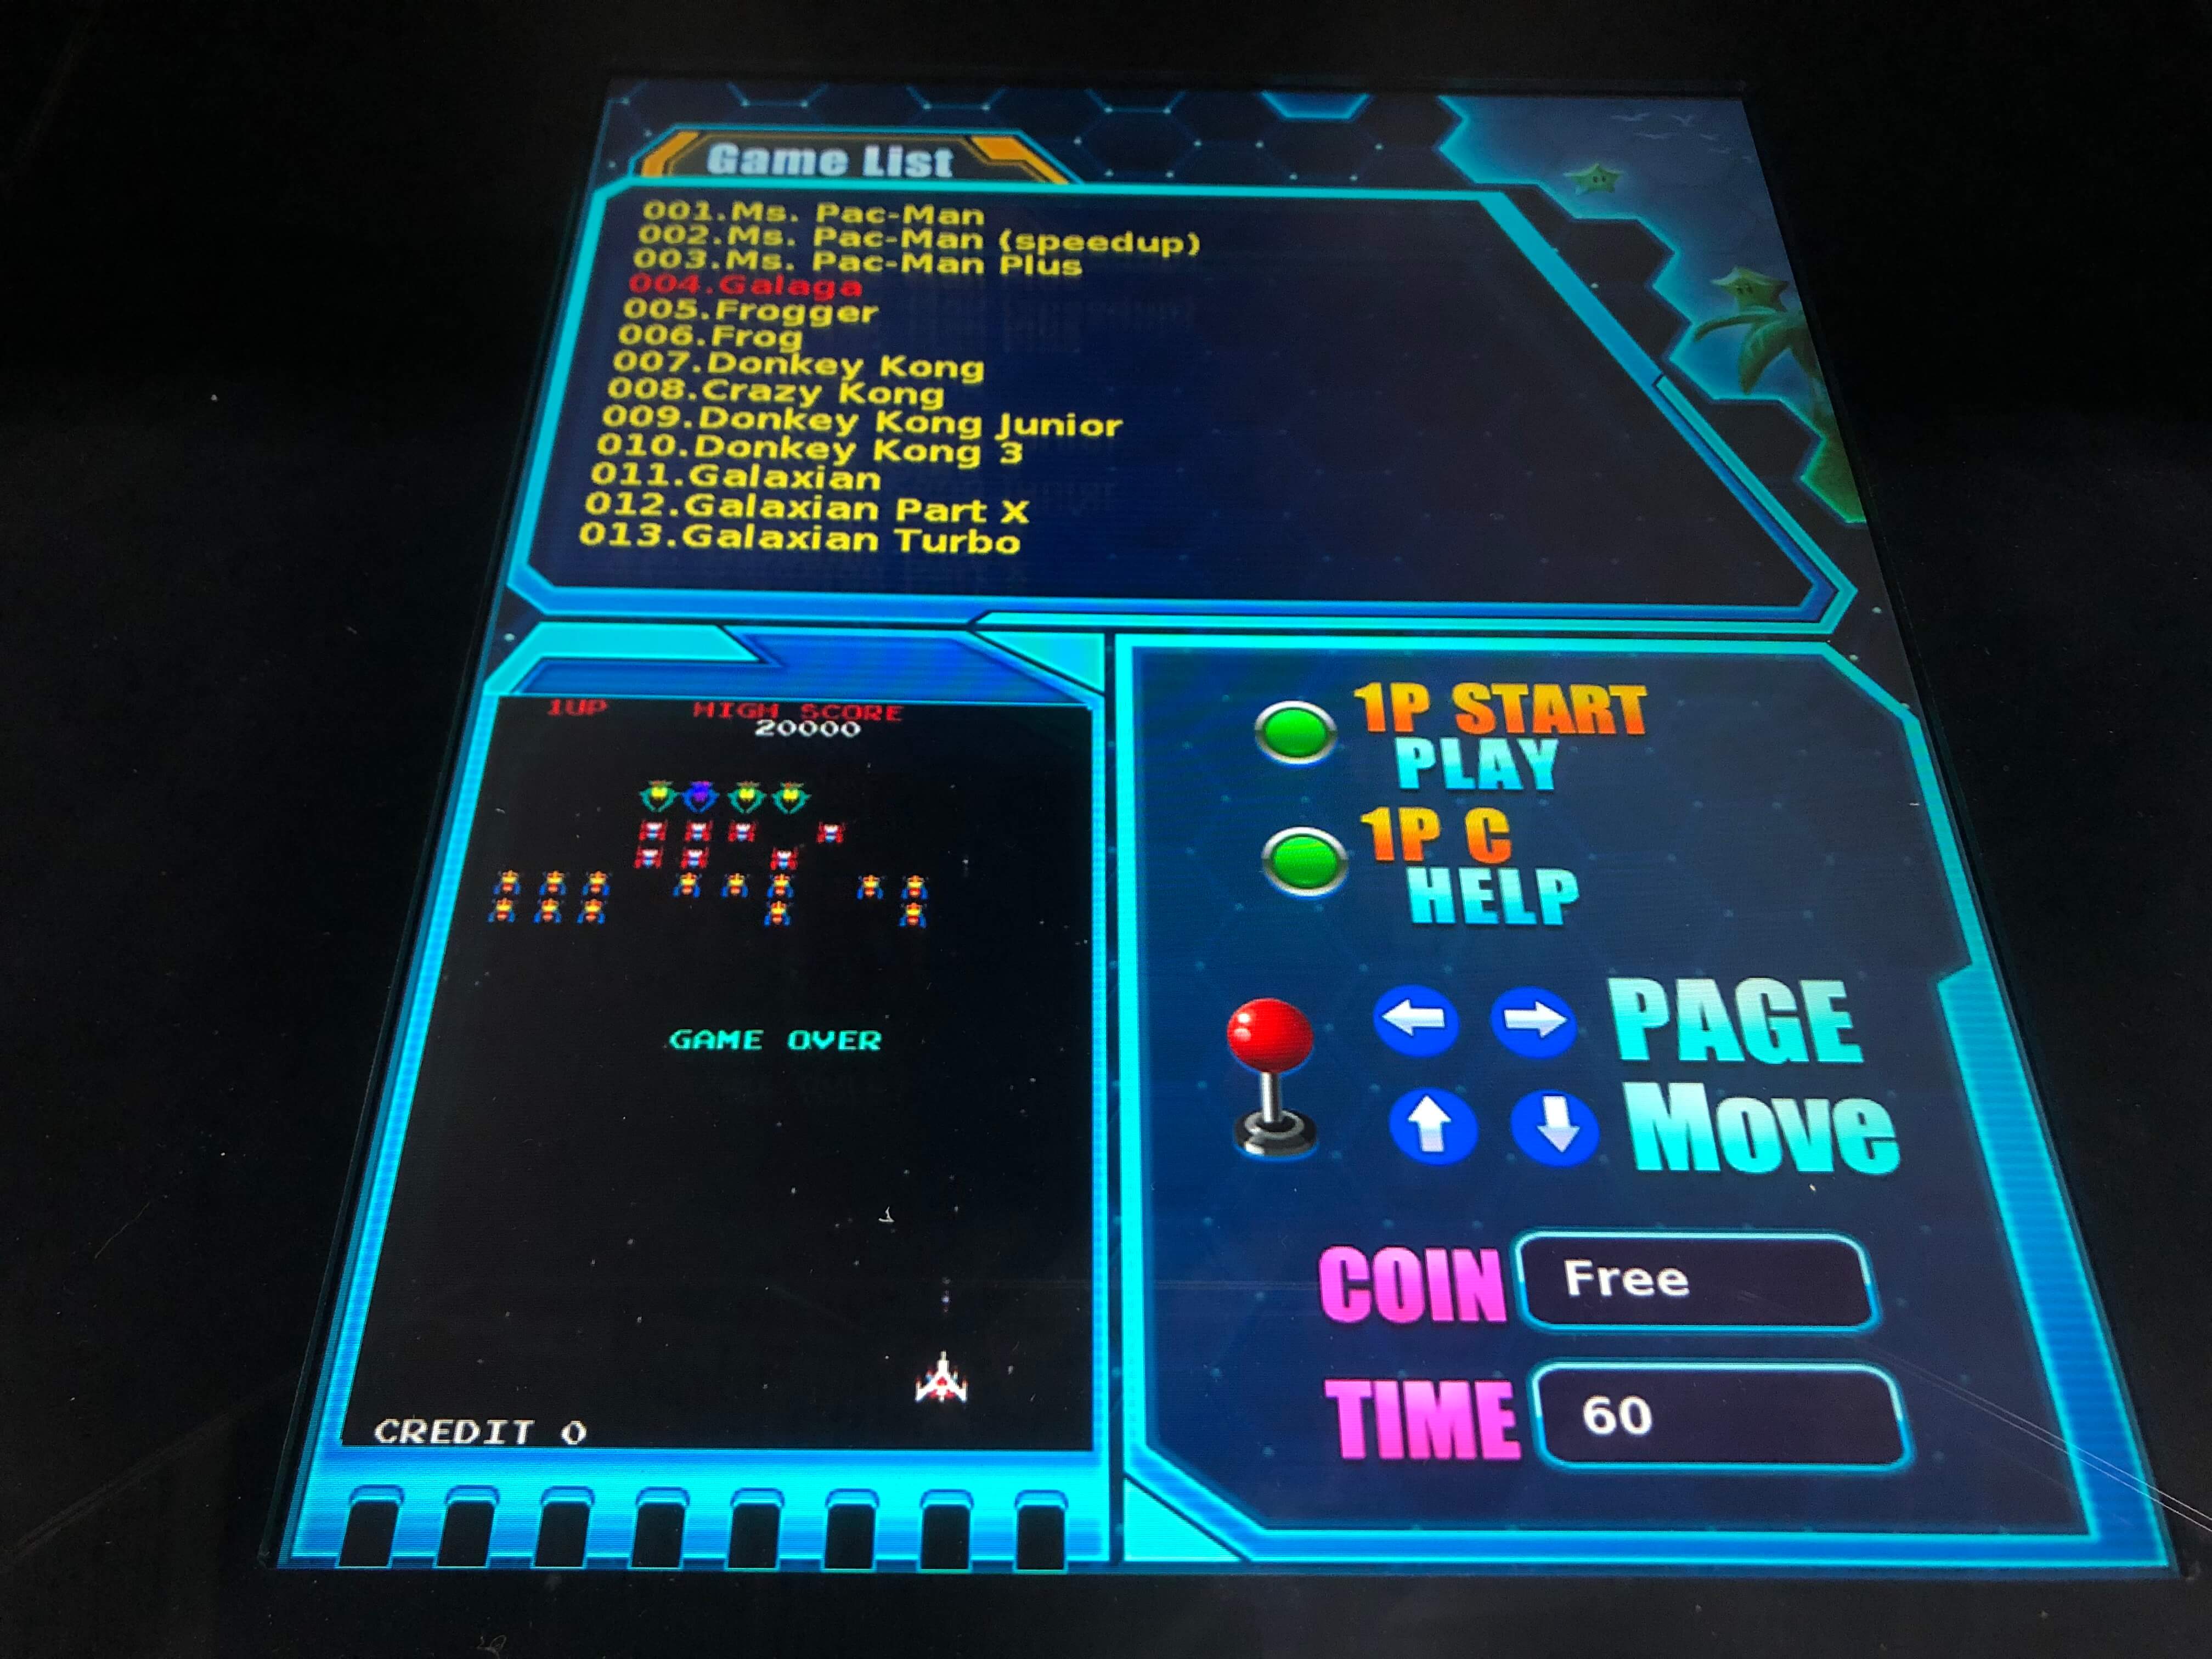 Game List
001.Ms. Pac-Man
002.Ms. Pac-Man (speedup)
003.Ms. Pac-Man Plus
004.Galaga
005.Frogger
006.Frog
007.Donkey Kong
008.Crazy Kong
009.Donkey Kong Junior
010.Donkey Kong 3
011.Galaxian
012.Galaxian Part X
013.Galaxian Turbo
1UP HIGH SCORE
20000
GAME OVER
CREDIT 0
1P START
PLAY
1P C
HELP
PAGE
Move
COIN Free
TIME 60